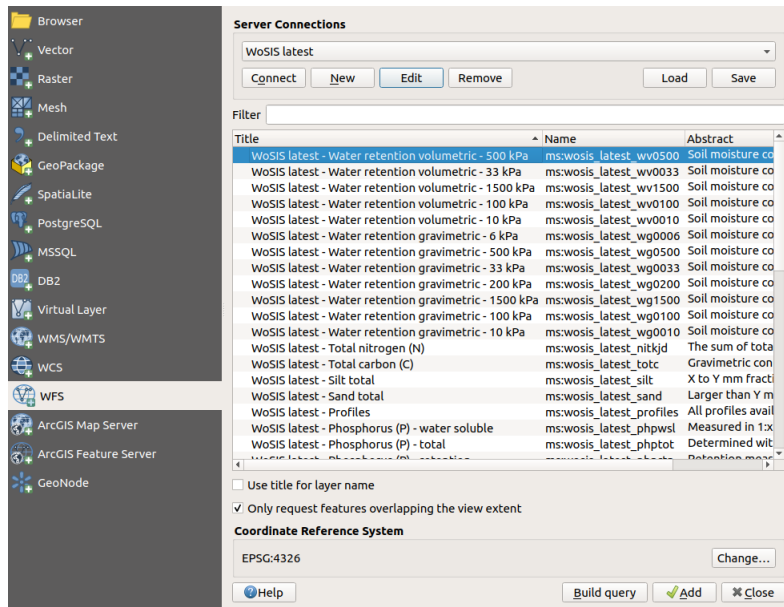 Browser
Vector
Raster
Mesh
Delimited Text
GeoPackage
SpatiaLite
PostgreSQL
MSSQL
DB2 DB2
Virtual Layer
WMS/WMTS
WCS
WFS
ArcGIS Map Server
ArcGIS Feature Server
GeoNode
Server Connections
WoSIS latest
Connect New Edit Remove Load Save
Filter
Title Name Abstract
WoSIS latest - Water retention volumetric - 500 kPa ms:wosis_latest_wv0500 Soil moisture co
WoSIS latest - Water retention volumetric - 33 kPa ms:wosis_latest_wv0033 Soil moisture co
WoSIS latest - Water retention volumetric - 1500 kPa ms:wosis_latest_wv1500 Soil moisture co
WoSIS latest - Water retention volumetric - 100 kPa ms:wosis_latest_wv0100 Soil moisture co
WoSIS latest - Water retention volumetric - 10 kPa ms:wosis_latest_wv0010 Soil moisture co
WoSIS latest - Water retention gravimetric - 6 kPa ms:wosis_latest_wg0006 Soil moisture co
WoSIS latest - Water retention gravimetric - 500 kPa ms:wosis_latest_wg0500 Soil moisture co
WoSIS latest - Water retention gravimetric - 33 kPa ms:wosis_latest_wg0033 Soil moisture co
WoSIS latest - Water retention gravimetric - 200 kPa ms:wosis_latest_wg0200 Soil moisture co
WoSIS latest - Water retention gravimetric - 1500 kPa ms:wosis_latest_wg1500 Soil moisture co
WoSIS latest - Water retention gravimetric - 100 kPa ms:wosis_latest_wg0100 Soil moisture co
WoSIS latest - Water retention gravimetric - 10 kPa ms:wosis_latest_wg0010 Soil moisture co
WoSIS latest - Total nitrogen (N) ms:wosis_latest_nitkjd The sum of tota
WoSIS latest - Total carbon (C) ms:wosis_latest_totc Gravimetric con
WoSIS latest - Silt total ms:wosis_latest_silt X to Y mm fracti
WoSIS latest - Sand total ms:wosis_latest_sand Larger than Y m
WoSIS latest - Profiles ms:wosis_latest_profiles All profiles avail
WoSIS latest - Phosphorus (P) - water soluble ms:wosis_latest_phpwsl Measured in 1:x
WoSIS latest - Phosphorus (P) - total ms:wosis_latest_phptot Determined wit
Use title for layer name
Only request features overlapping the view extent
Coordinate Reference System
EPSG:4326 Change...
Help Build query Add Close